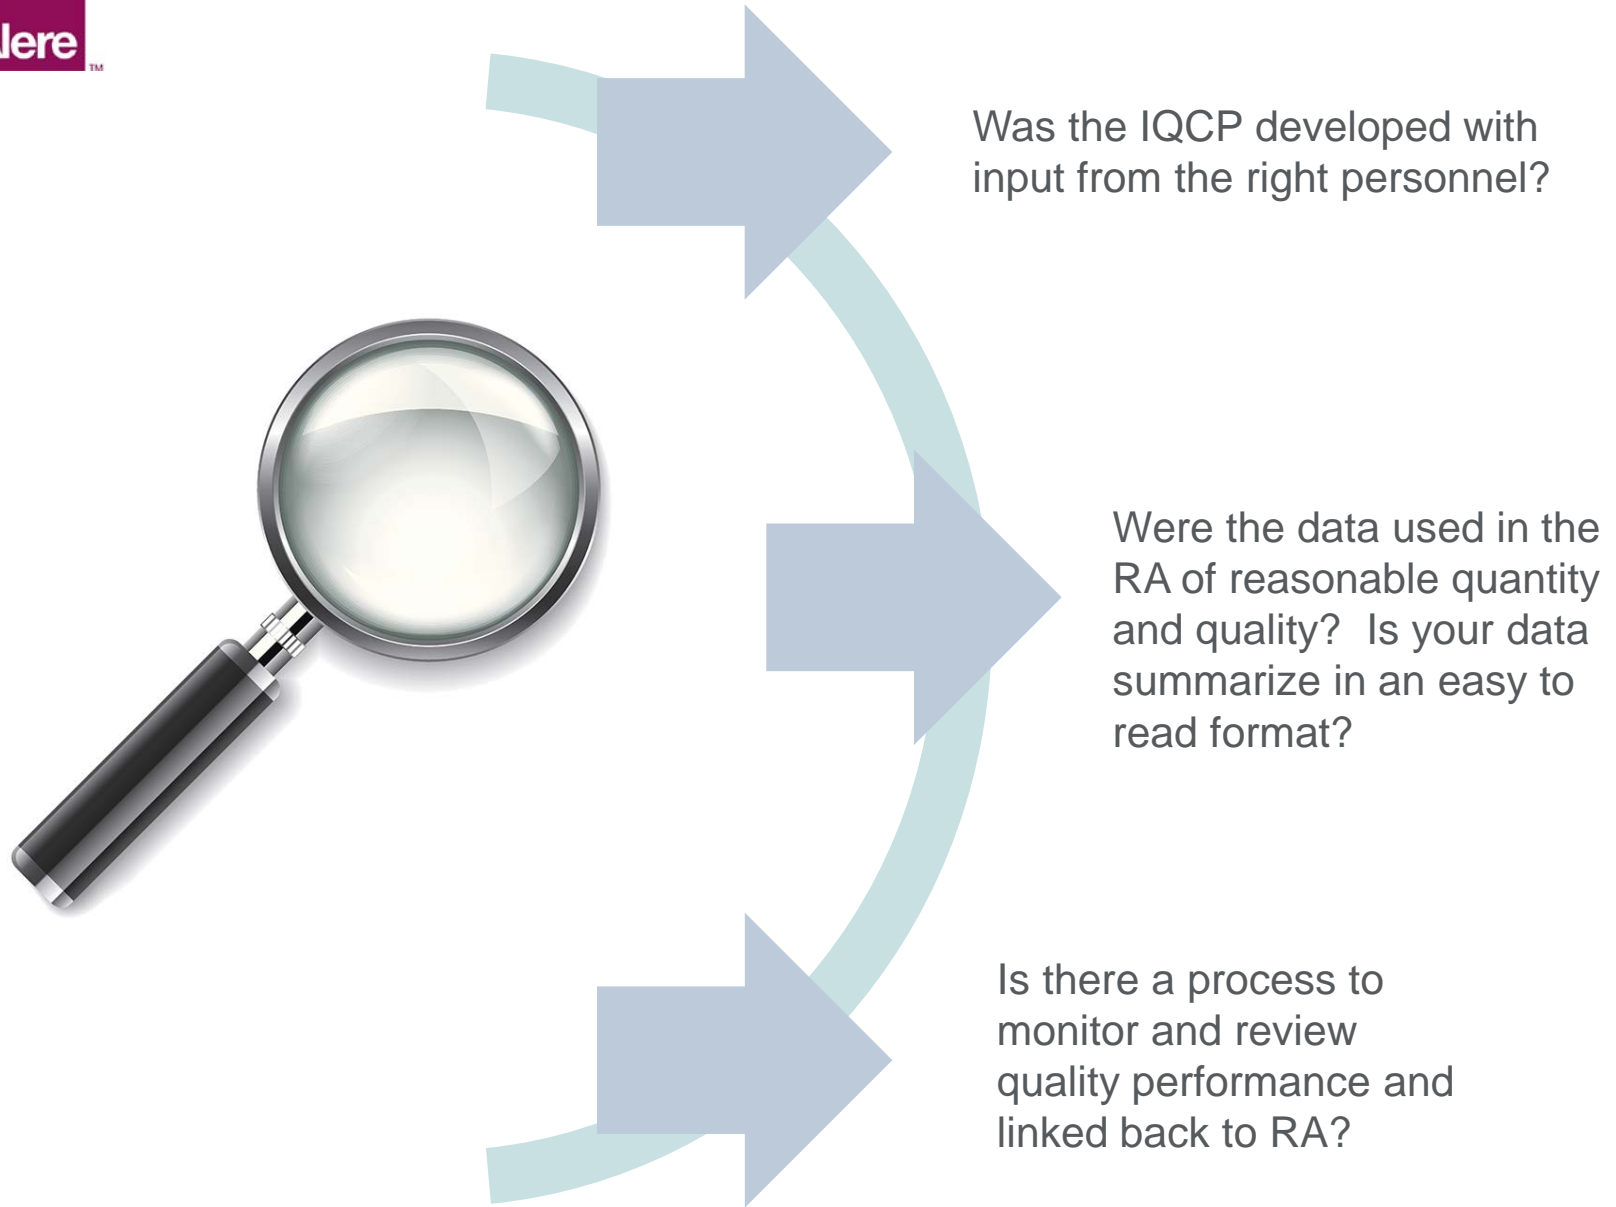 lere
TM
Was the IQCP developed with
input from the right personnel?
Were the data used in the
RA of reasonable quantity
and quality?  Is your data
summarize in an easy to
read format?
Is there a process to
monitor and review
quality performance and
linked back to RA?